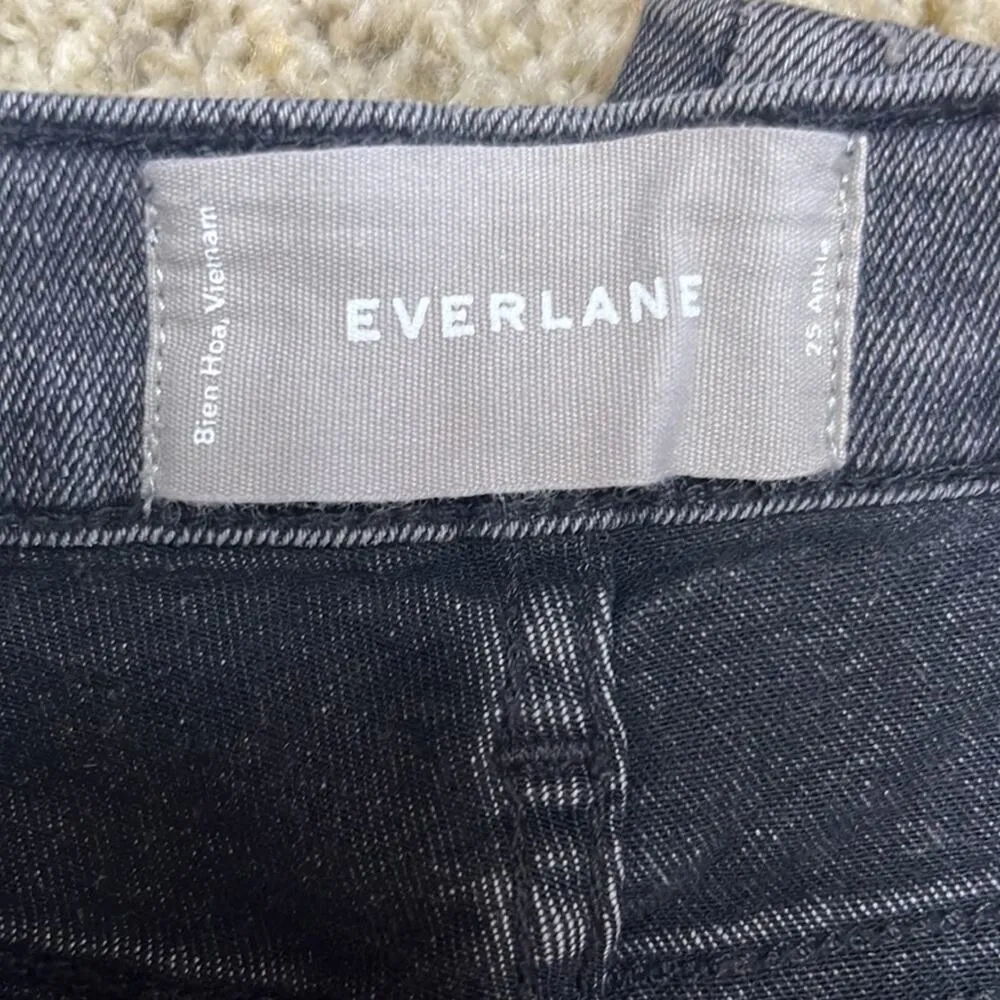 Bien Hoa, Vietnam
EVERLANE
25 Ankle